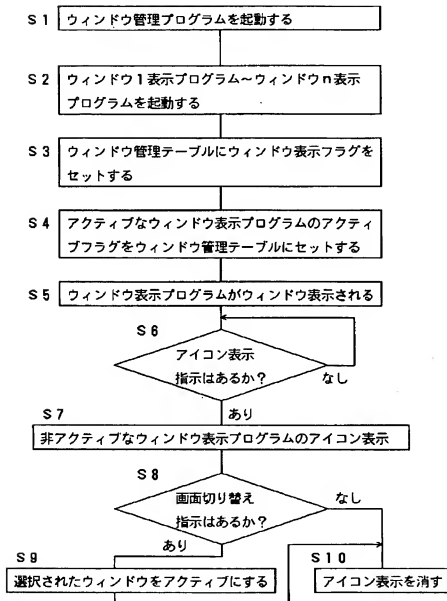 S1 ウィンドウ管理プログラムを起動する
S2 ウィンドウ1表示プログラム～ウィンドウn表示
プログラムを起動する
S3 ウィンドウ管理テーブルにウィンドウ表示フラグを
セットする
S4 アクティブなウィンドウ表示プログラムのアクティ
ブフラグをウィンドウ管理テーブルにセットする
S5 ウィンドウ表示プログラムがウィンドウ表示される
S6
アイコン表示
指示はあるか?
なし
あり
S7
非アクティブなウィンドウ表示プログラムのアイコン表示
S8
画面切り替え
指示はあるか?
なし
あり
S9
選択されたウィンドウをアクティブにする
S10
アイコン表示を消す